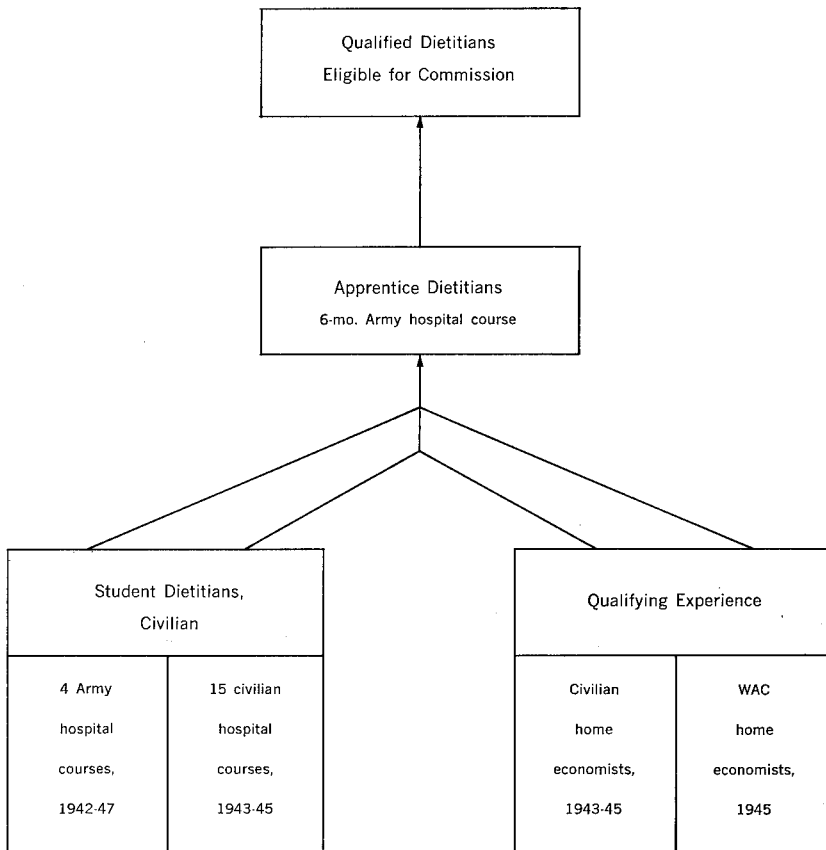 Qualified Dietitians
Eligible for Commission
Apprentice Dietitians
6-mo. Army hospital course
Student Dietitians,
Civilian
4 Army
hospital
courses,
1942-47
15 civilian
hospital
courses,
1943-45
Qualifying Experience
Civilian
home
economists,
1943-45
WAC
home
economists,
1945